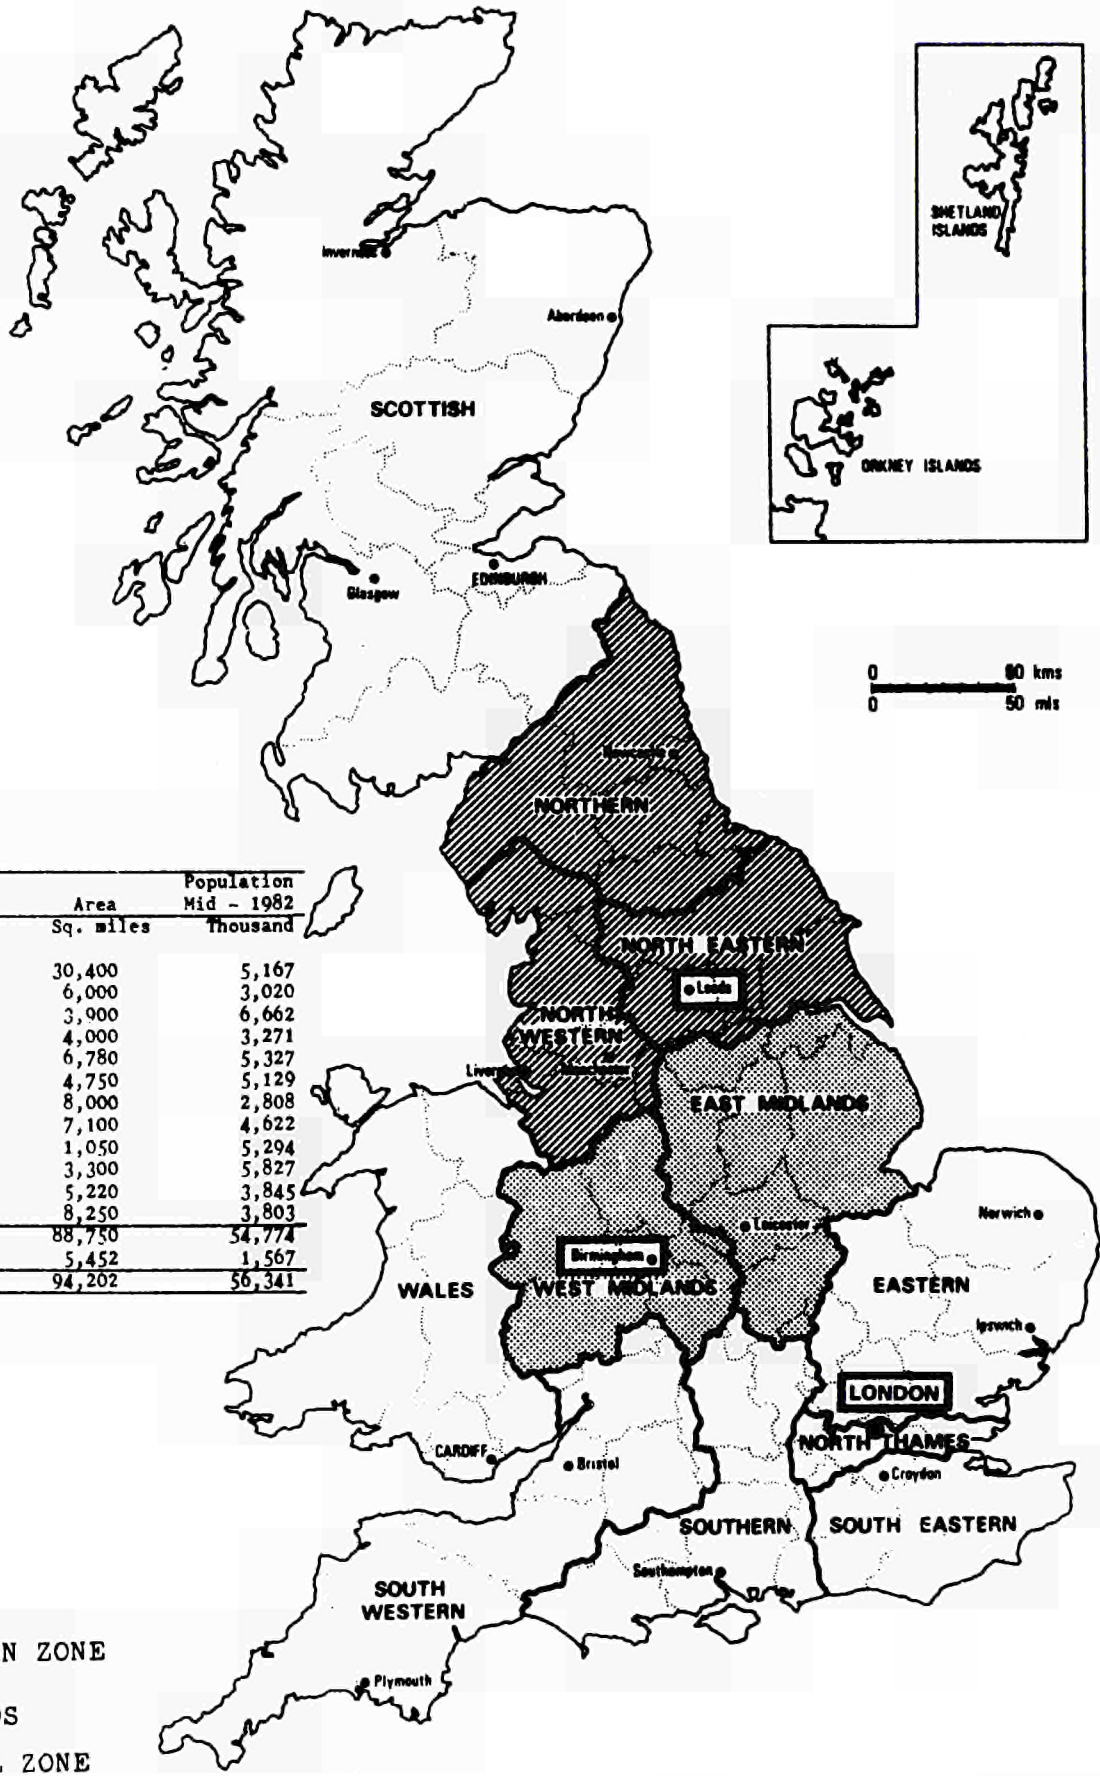 SHETLAND
ISLANDS
Inverness
Aberdeen
SCOTTISH
ORKNEY ISLANDS
EDINBURGH
Glasgow
0 80 kms
0 50 mls
Newcastle
NORTHERN
Population
Area Mid - 1982
Sq. miles Thousand
30,400 5,167
6,000 3,020
3,900 6,662
4,000 3,271
6,780 5,327
4,750 5,129
8,000 2,808
7,100 4,622
1,050 5,294
3,300 5,827
5,220 3,845
8,250 3,803
88,750 54,774
5,452 1,567
94,202 56,341
NORTH EASTERN
Leeds
NORTH
WESTERN
Liverpool
Manchester
EAST MIDLANDS
Norwich
Leicester
Birmingham
WALES
WEST MIDLANDS
EASTERN
Ipswich
LONDON
NORTH THAMES
CARDIFF
Bristol
Croydon
SOUTHERN
SOUTH EASTERN
Southampton
SOUTH
WESTERN
Plymouth
N ZONE
DS
L ZONE